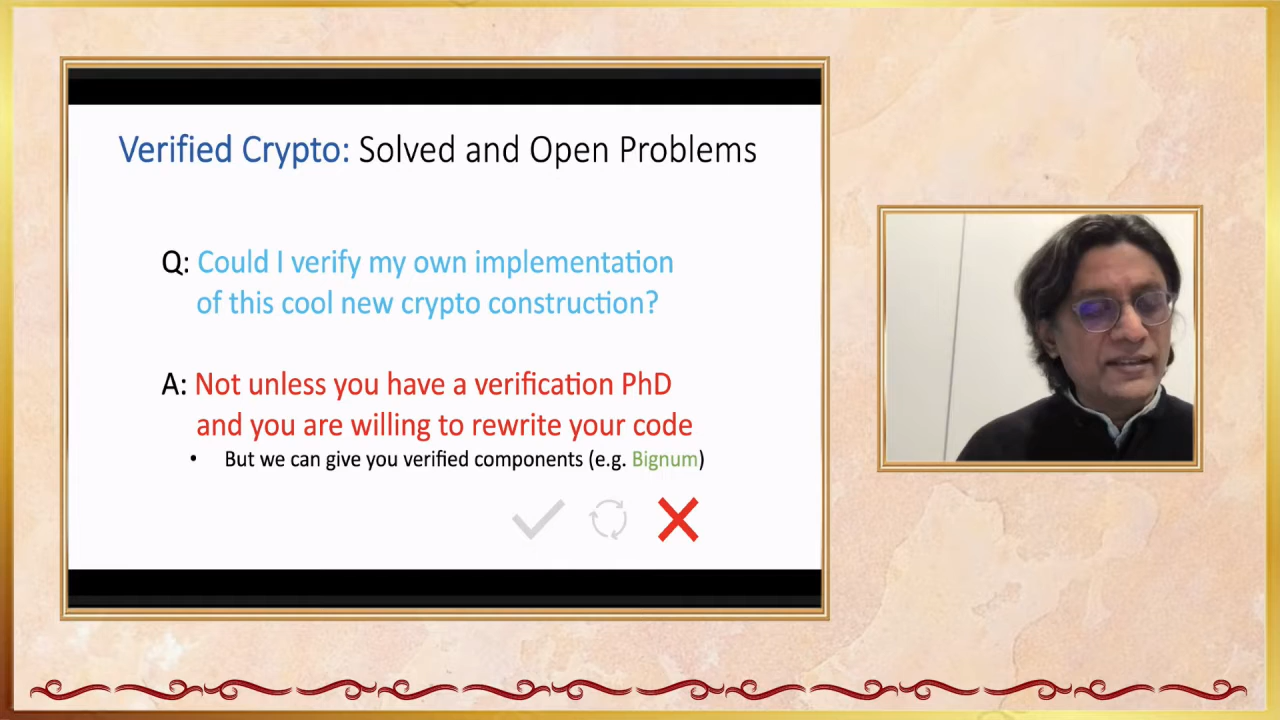 Verified Crypto: Solved and Open Problems
Q: Could I verify my own implementation
of this cool new crypto construction?
A: Not unless you have a verification PhD
and you are willing to rewrite your code
• But we can give you verified components (e.g. Bignum)